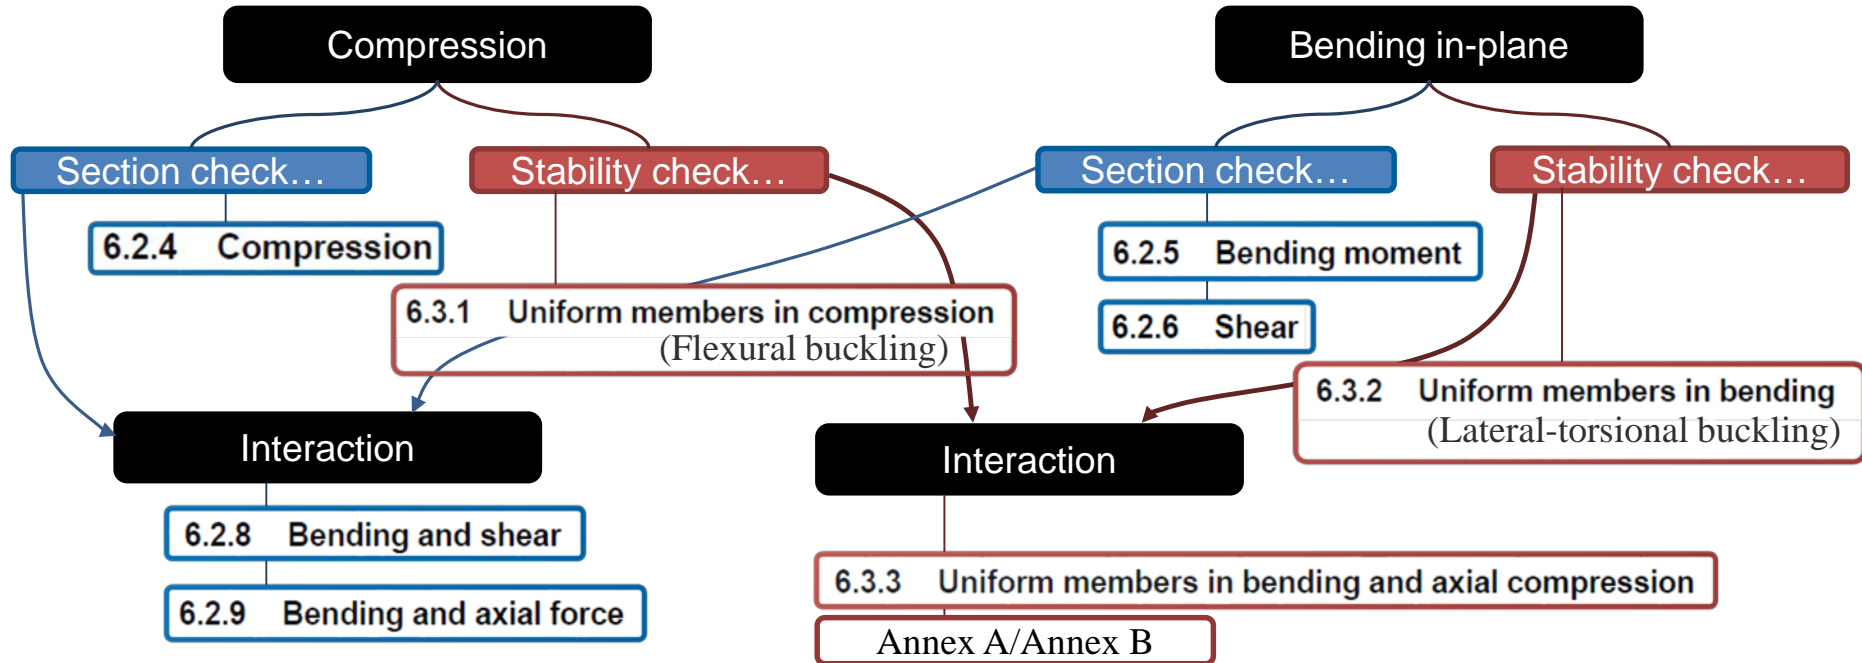 Compression
Bending in-plane
Section check…
Stability check…
Section check…
Stability check…
6.2.4 Compression
6.2.5 Bending moment
6.3.1 Uniform members in compression
(Flexural buckling)
6.2.6 Shear
6.3.2 Uniform members in bending
(Lateral-torsional buckling)
Interaction
Interaction
6.2.8 Bending and shear
6.3.3 Uniform members in bending and axial compression
6.2.9 Bending and axial force
Annex A/Annex B